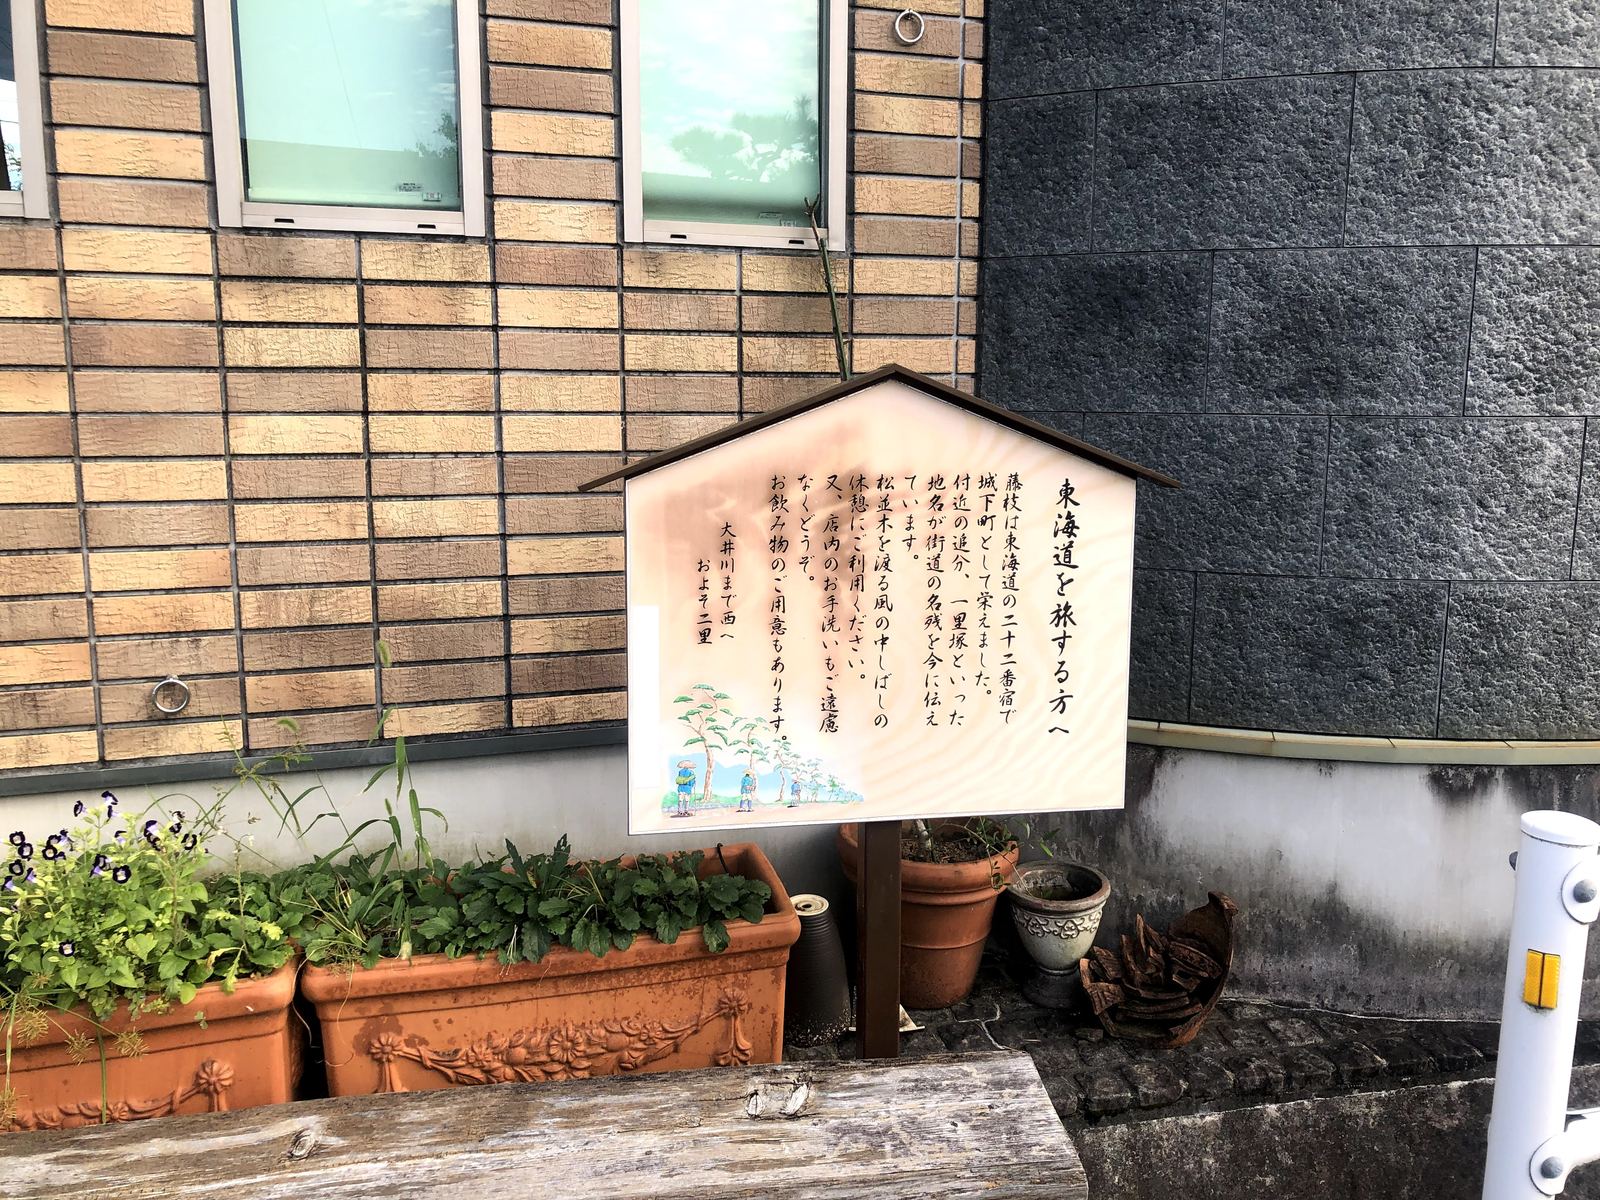 東海道を旅する方へ
藤枝は東海道の二十二番宿で
城下町として栄えました。
付近の追分、一里塚といった
地名が街道の名残を今に伝え
ています。
松並木を渡る風の中しばしの
休憩にご利用ください。
又、店内のお手洗いもご遠慮
なくどうぞ。
お飲み物のご用意もあります。
大井川まで西へ
およそ二里